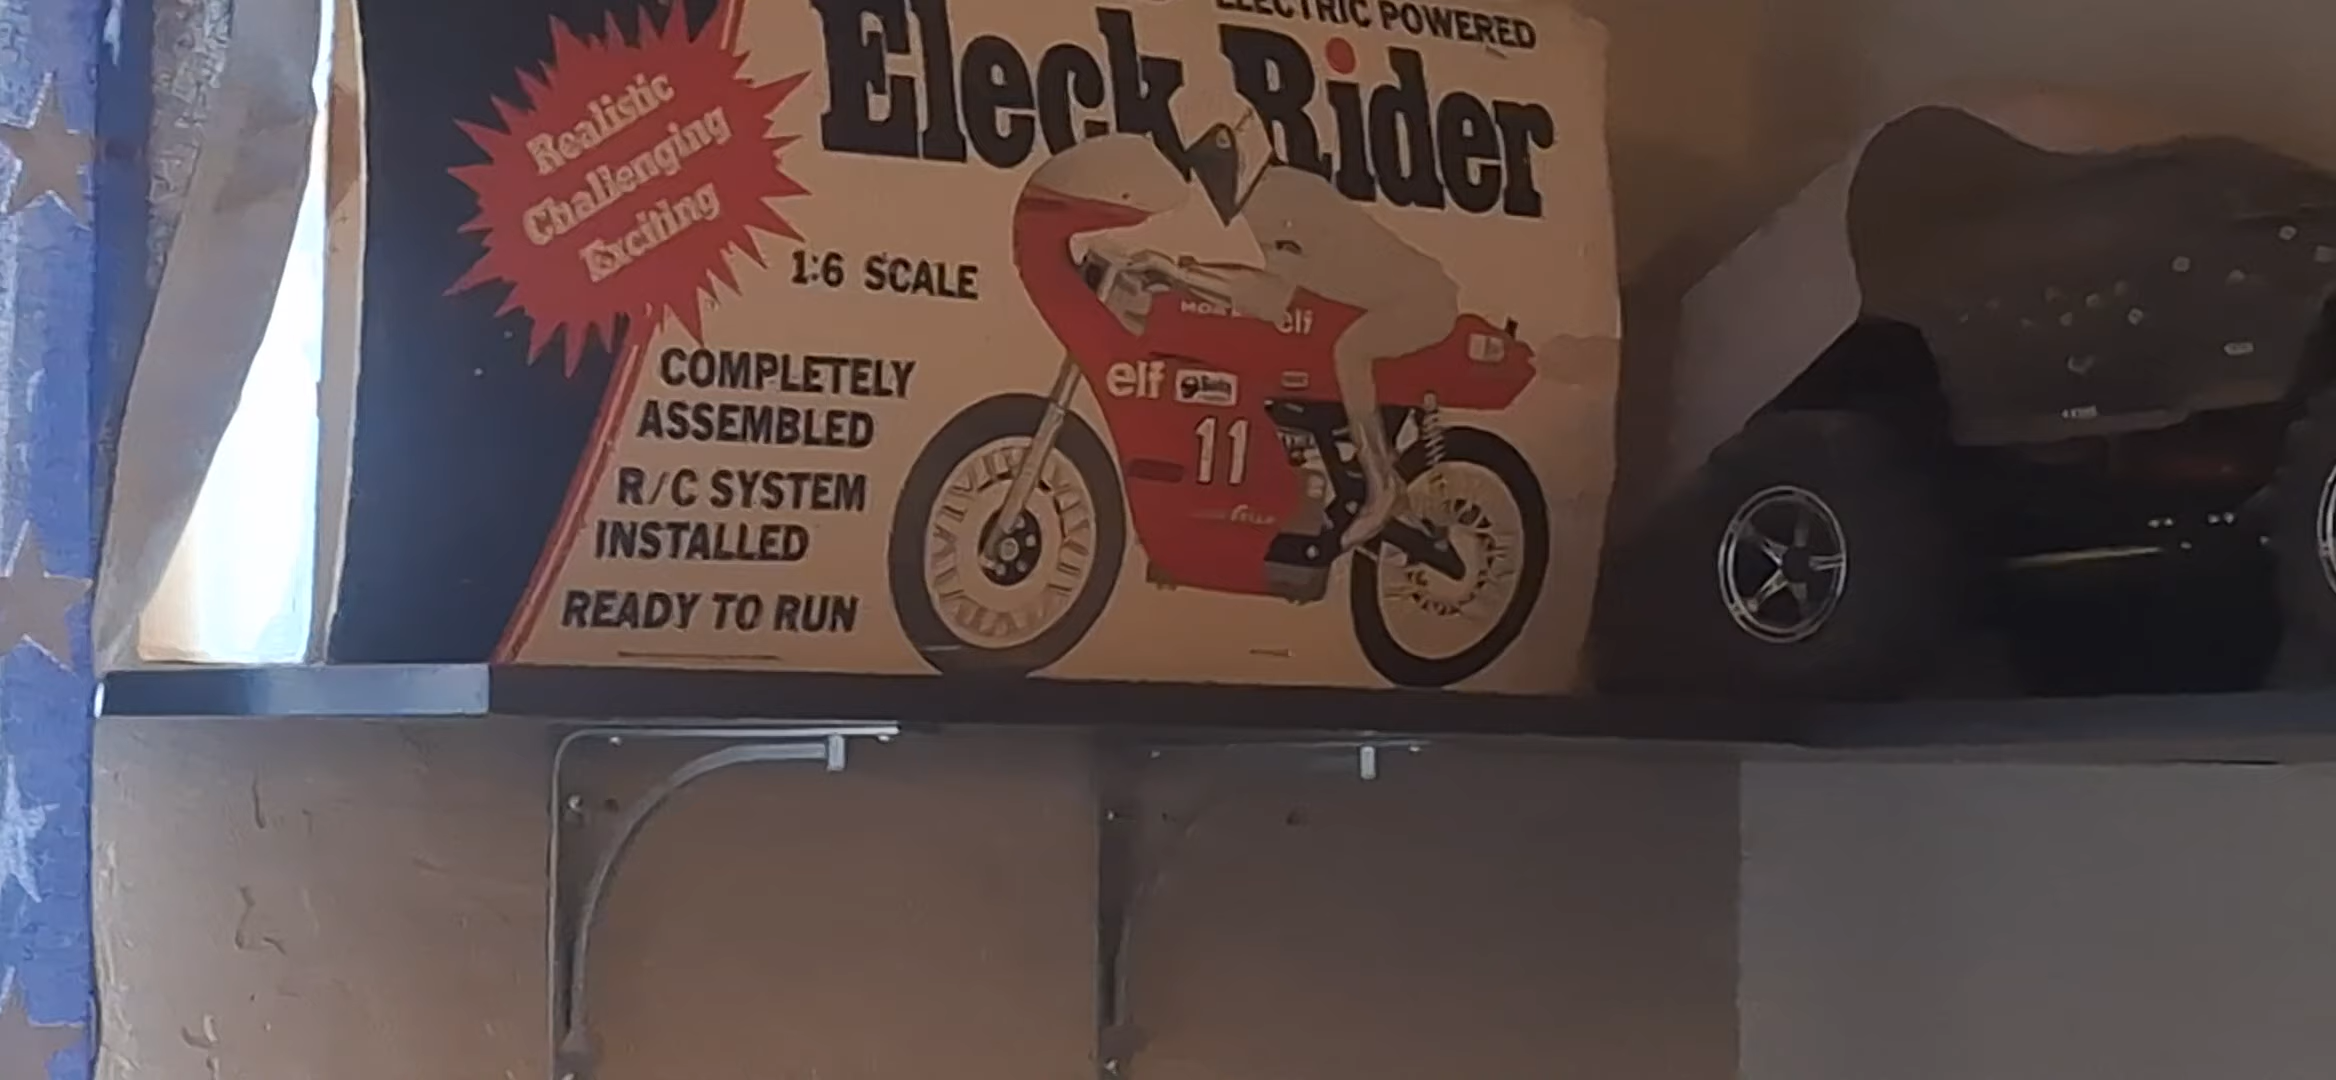 ELECTRIC POWERED
Eleck Rider
Realistic
Challenging
Exciting
1:6 SCALE
COMPLETELY
ASSEMBLED
R/C SYSTEM
INSTALLED
READY TO RUN
elf
elf
11